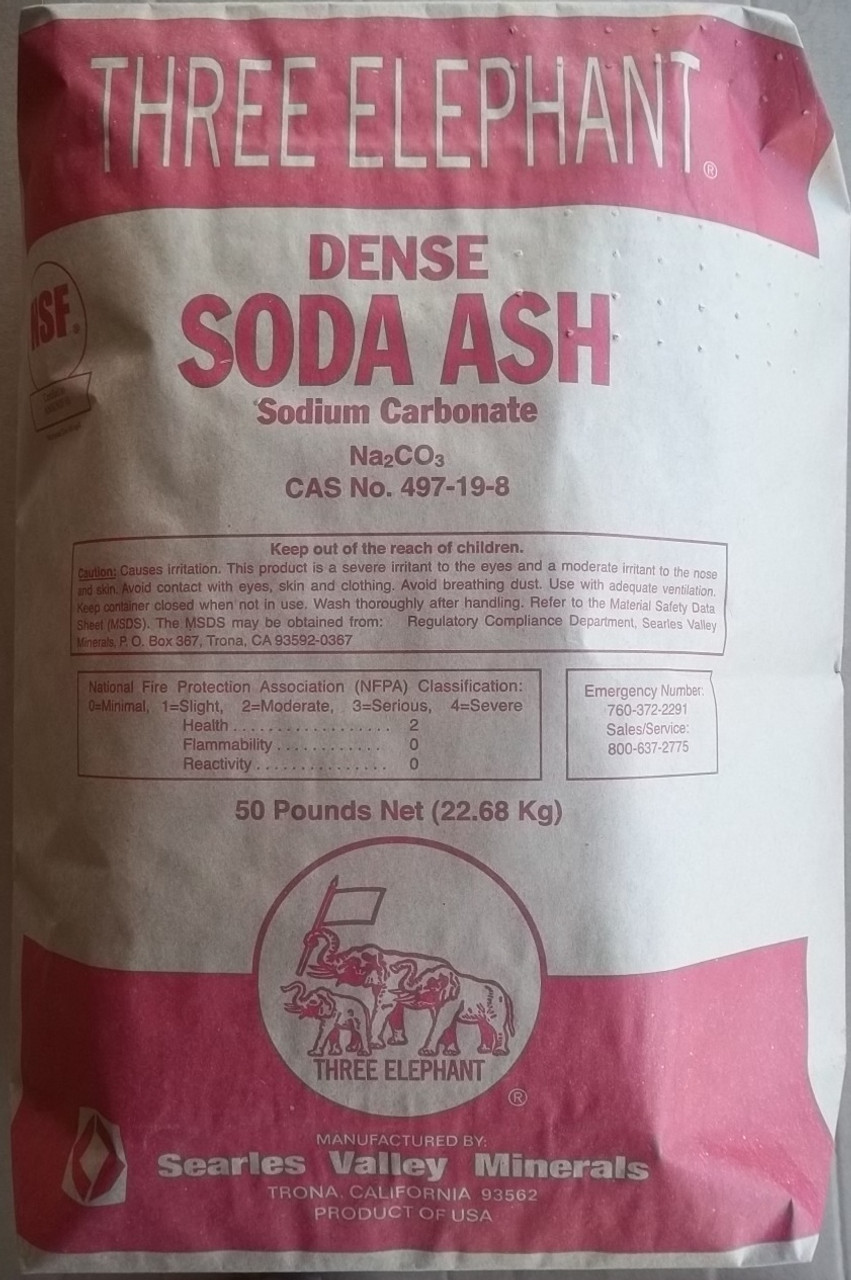 THREE ELEPHANT®
DENSE
SODA ASH
NSF®
Sodium Carbonate
Na₂CO₃
CAS No. 497-19-8
Keep out of the reach of children.
Caution: Causes irritation. This product is a severe irritant to the eyes and a moderate irritant to the nose
and skin. Avoid contact with eyes, skin and clothing. Avoid breathing dust. Use with adequate ventilation.
Keep container closed when not in use. Wash thoroughly after handling. Refer to the Material Safety Data
Sheet (MSDS). The MSDS may be obtained from: Regulatory Compliance Department, Searles Valley
Minerals, P. O. Box 367, Trona, CA 93592-0367
National Fire Protection Association (NFPA) Classification:
0=Minimal, 1=Slight, 2=Moderate, 3=Serious, 4=Severe
Health .................. 2
Flammability ............ 0
Reactivity .............. 0
Emergency Number:
760-372-2291
Sales/Service:
800-637-2775
50 Pounds Net (22.68 Kg)
THREE ELEPHANT
®
MANUFACTURED BY:
Searles Valley Minerals
TRONA, CALIFORNIA 93562
PRODUCT OF USA